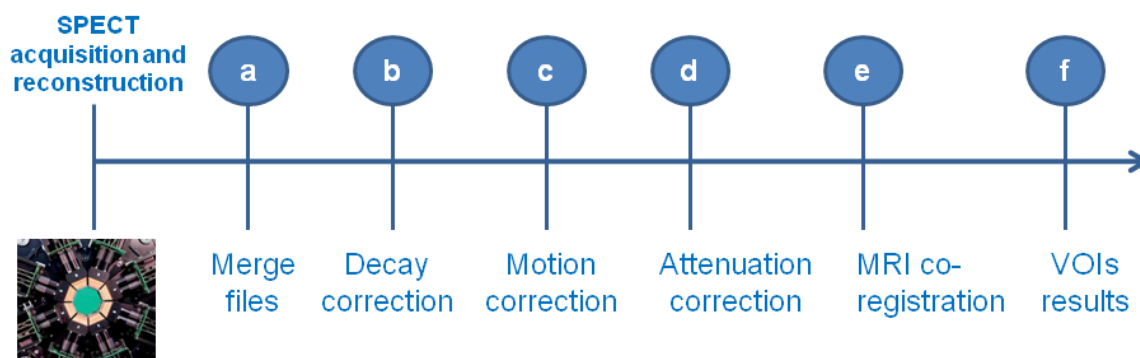 SPECT
acquisition and
reconstruction
a
b
c
d
e
f
Merge
files
Decay
correction
Motion
correction
Attenuation
correction
MRI co-
registration
VOIs
results